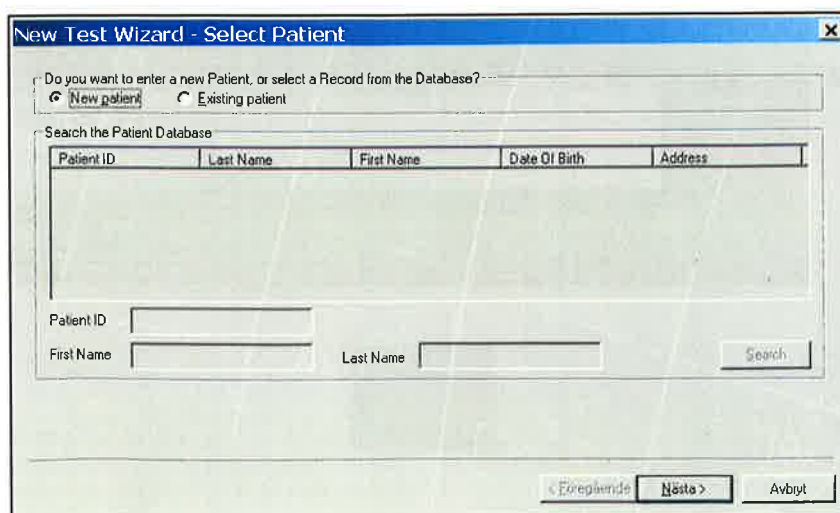 New Test Wizard - Select Patient
Do you want to enter a new Patient, or select a Record from the Database?
New patient Existing patient
Search the Patient Database
Patient ID Last Name First Name Date Of Birth Address
Patient ID
First Name Last Name Search
< Föregående Nästa > Avbryt